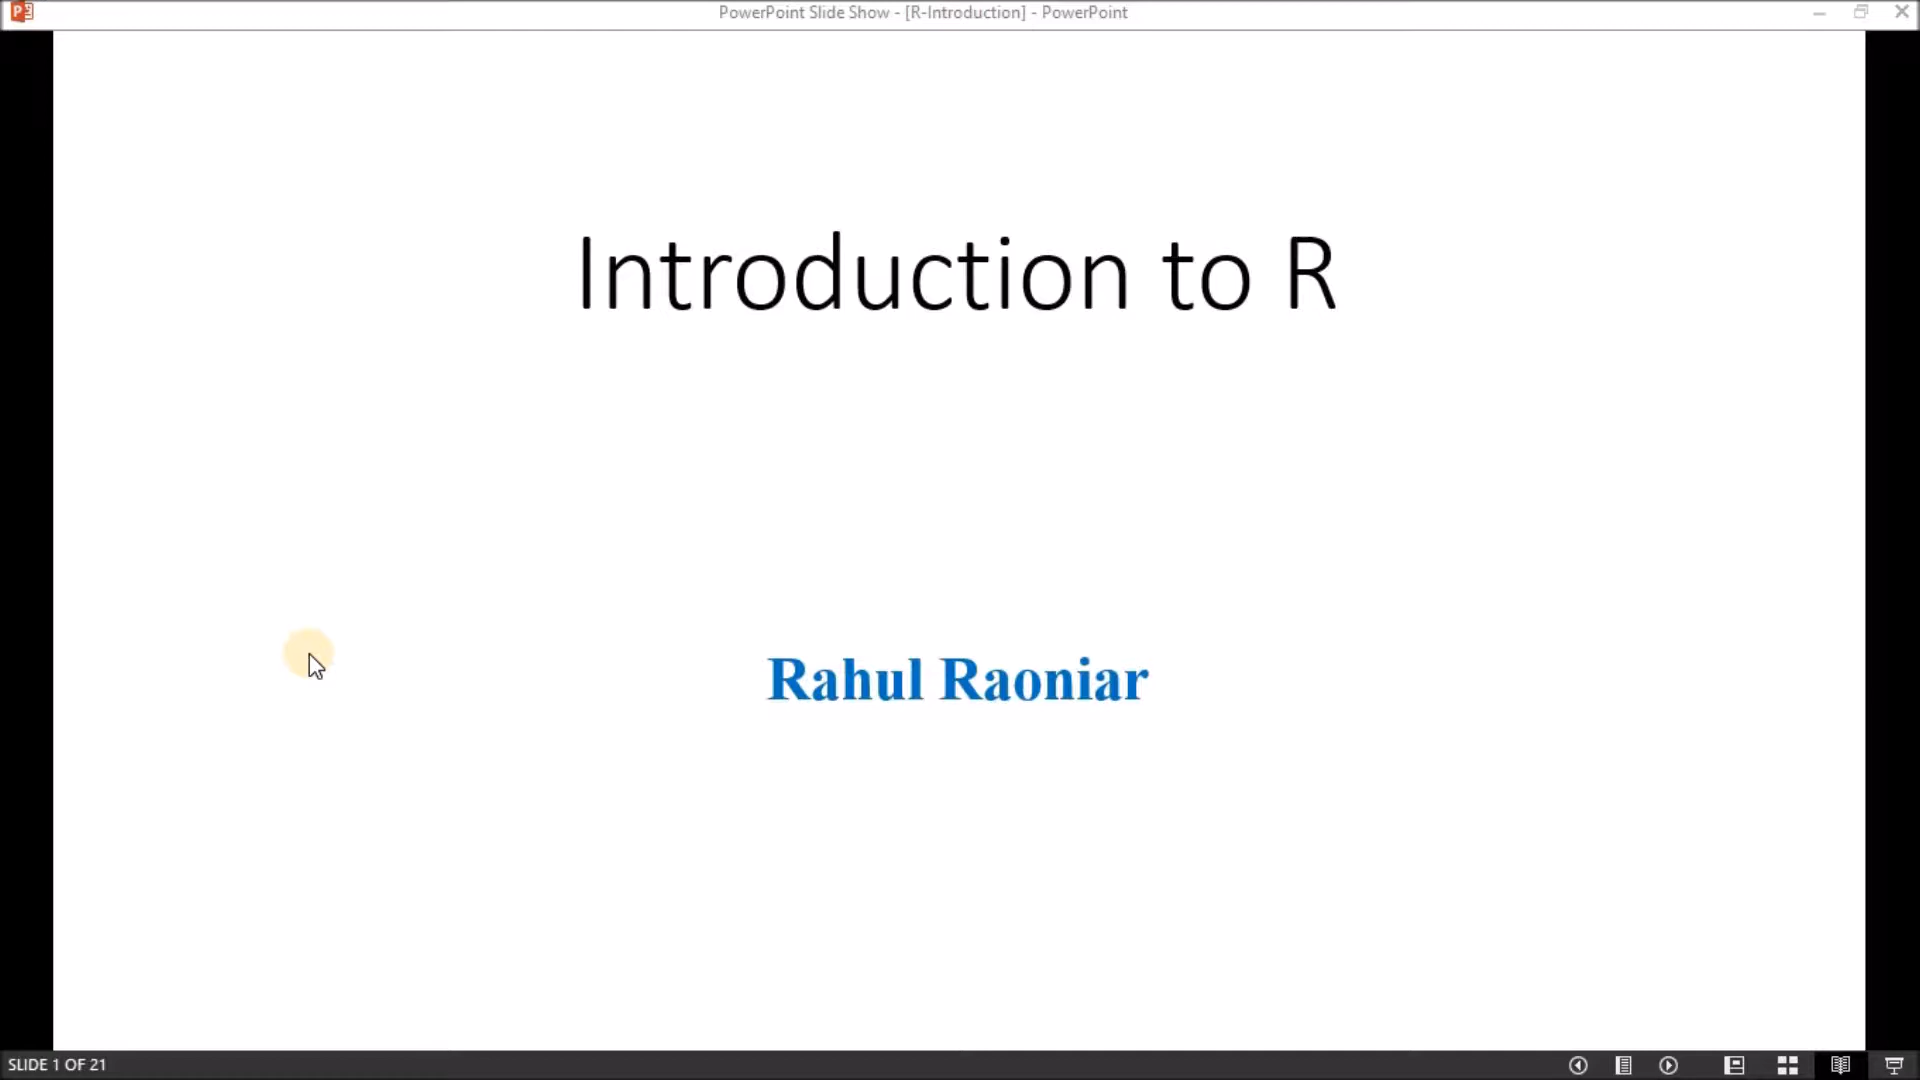 PowerPoint Slide Show - [R-Introduction] - PowerPoint
Introduction to R
Rahul Raoniar
SLIDE 1 OF 21